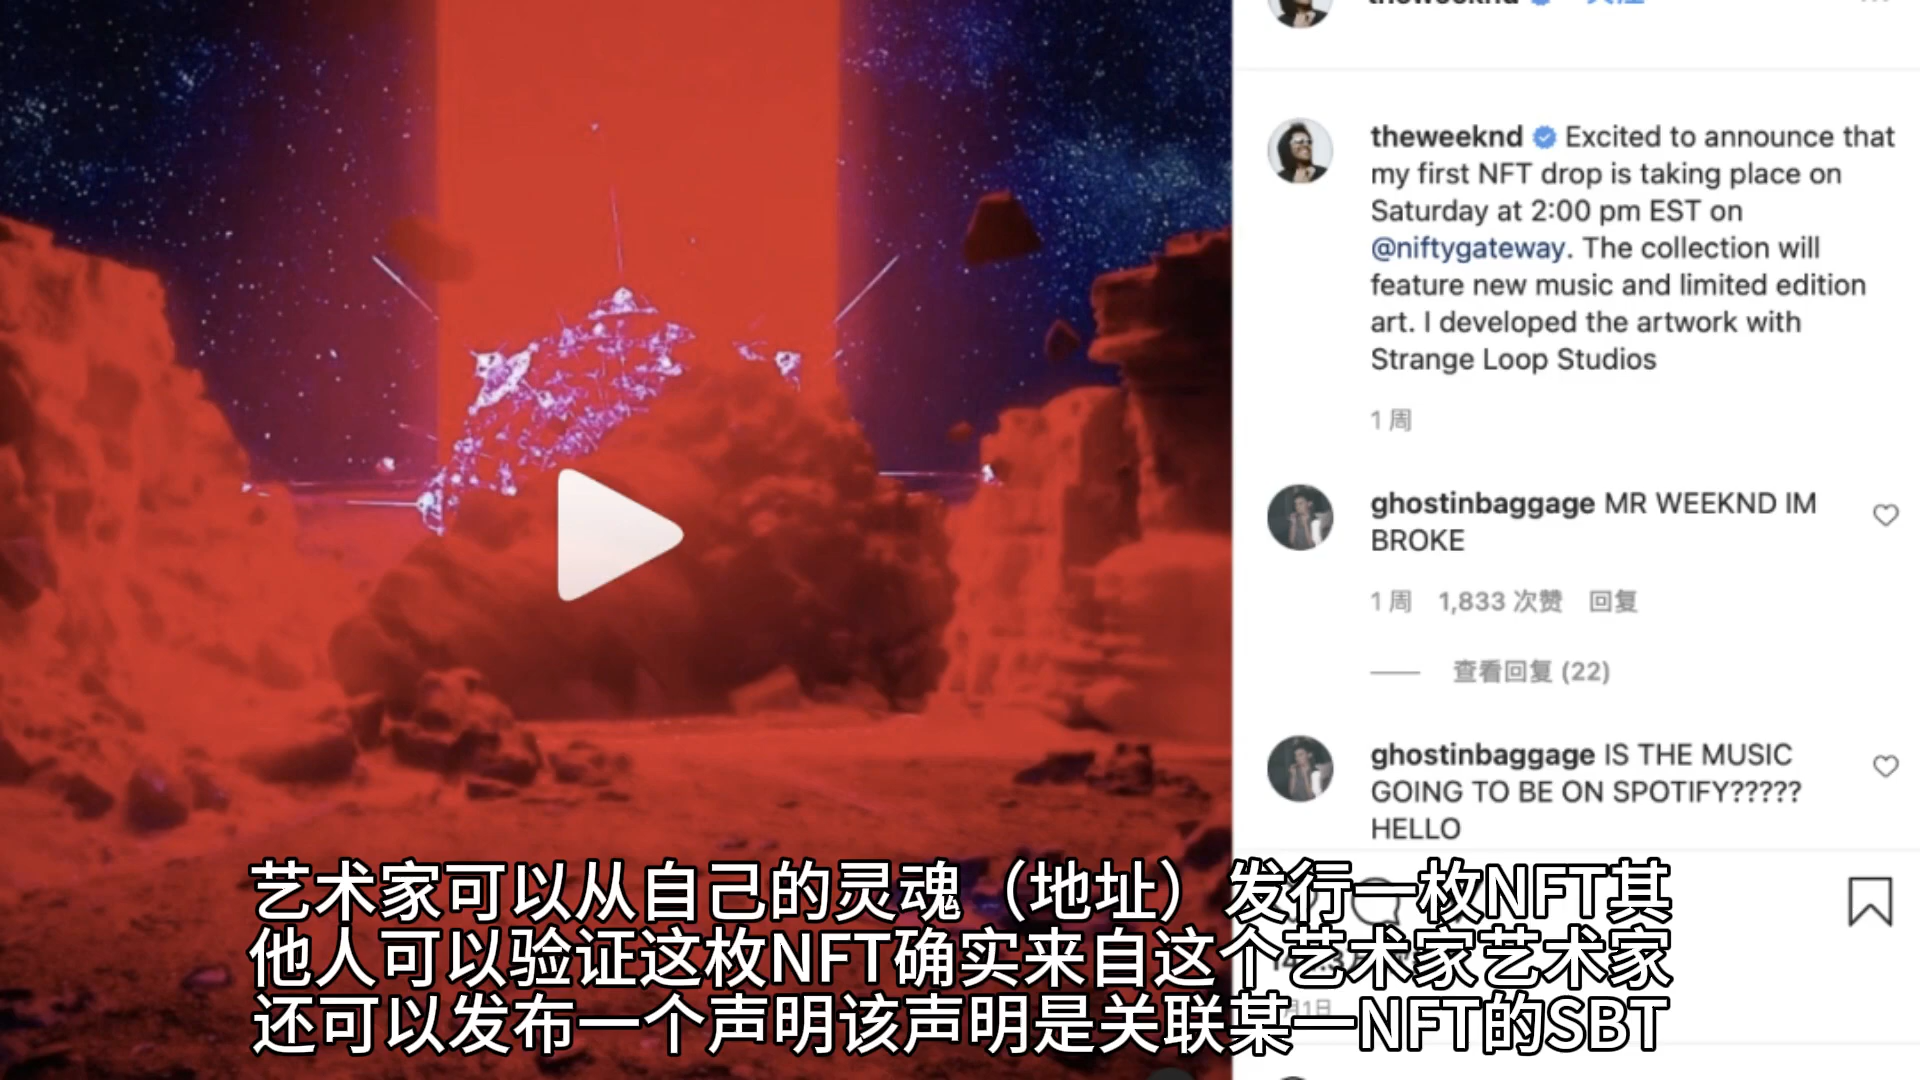 theweeknd Excited to announce that
my first NFT drop is taking place on
Saturday at 2:00 pm EST on
@niftygateway. The collection will
feature new music and limited edition
art. I developed the artwork with
Strange Loop Studios
1 周
ghostinbaggage MR WEEKND IM
BROKE
1 周 1,833 次赞 回复
查看回复 (22)
ghostinbaggage IS THE MUSIC
GOING TO BE ON SPOTIFY?????
HELLO
艺术家可以从自己的灵魂（地址）发行一枚NFT其
他人可以验证这枚NFT确实来自这个艺术家艺术家
还可以发布一个声明该声明是关联某一NFT的SBT